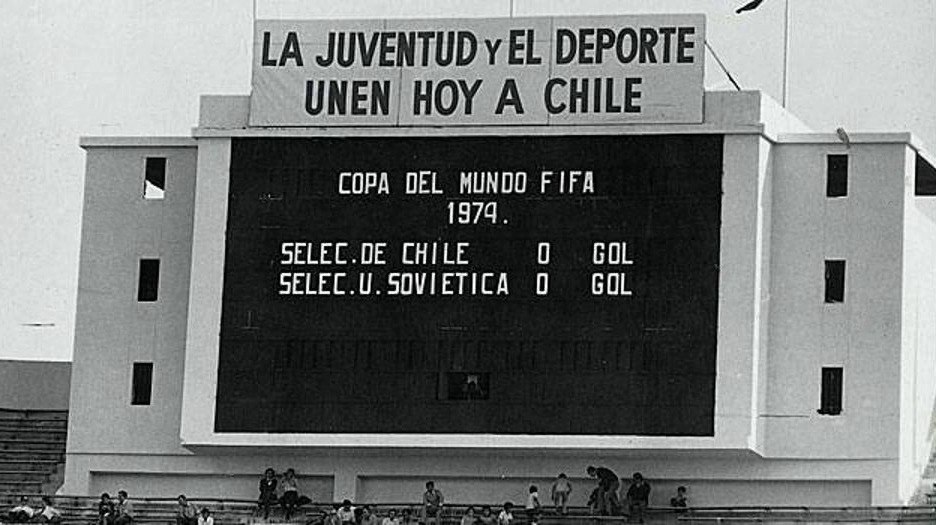 LA JUVENTUD Y EL DEPORTE
UNEN HOY A CHILE
COPA DEL MUNDO FIFA
1974.
SELEC. DE CHILE 0 GOL
SELEC. U. SOVIETICA 0 GOL